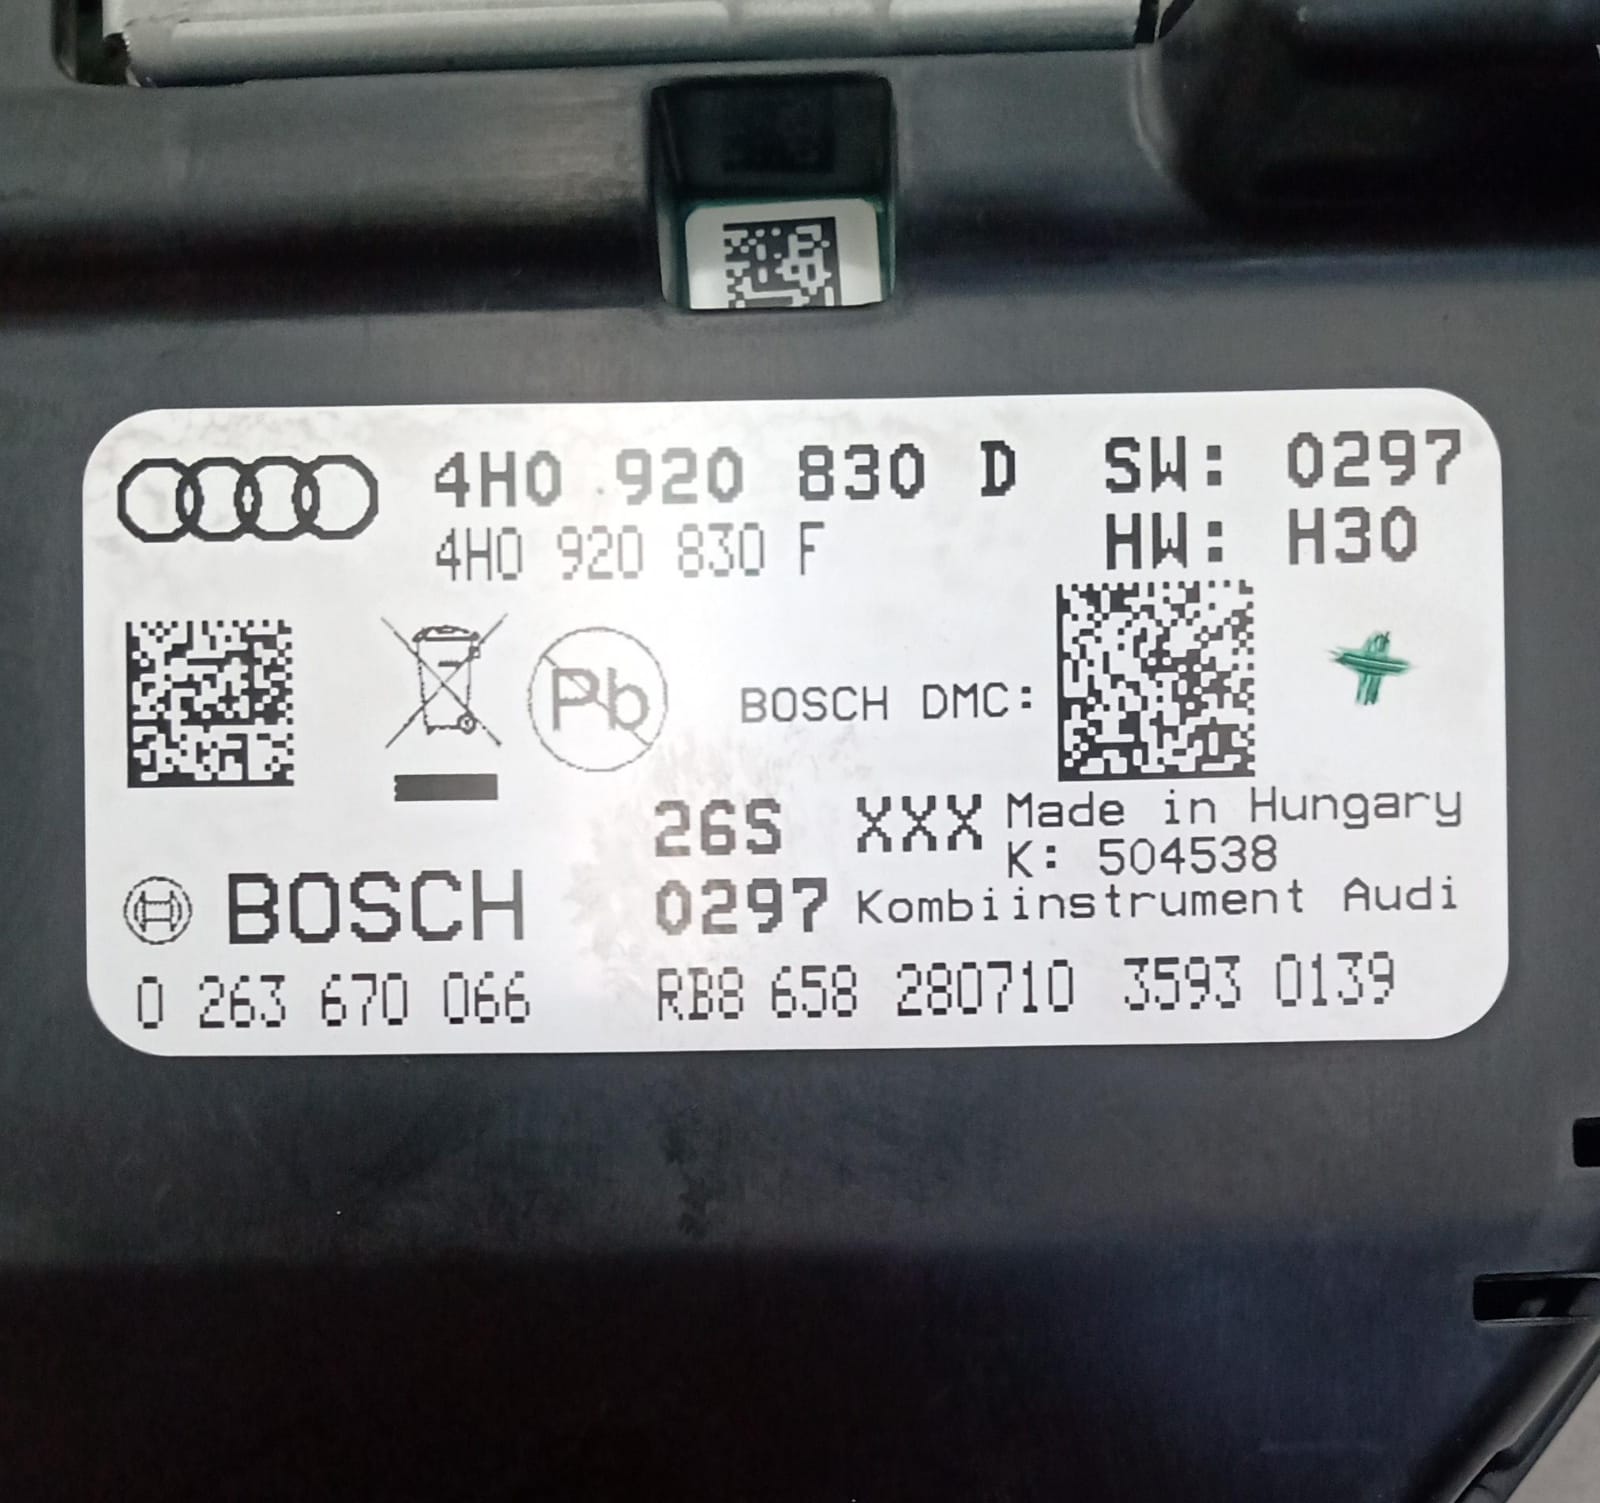 4H0 920 830 D SW: 0297
4H0 920 830 F HW: H30
Pb
BOSCH DMC:
26S XXX Made in Hungary
K: 504538
BOSCH 0297 Kombiinstrument Audi
0 263 670 066 RB8 658 280710 3593 0139